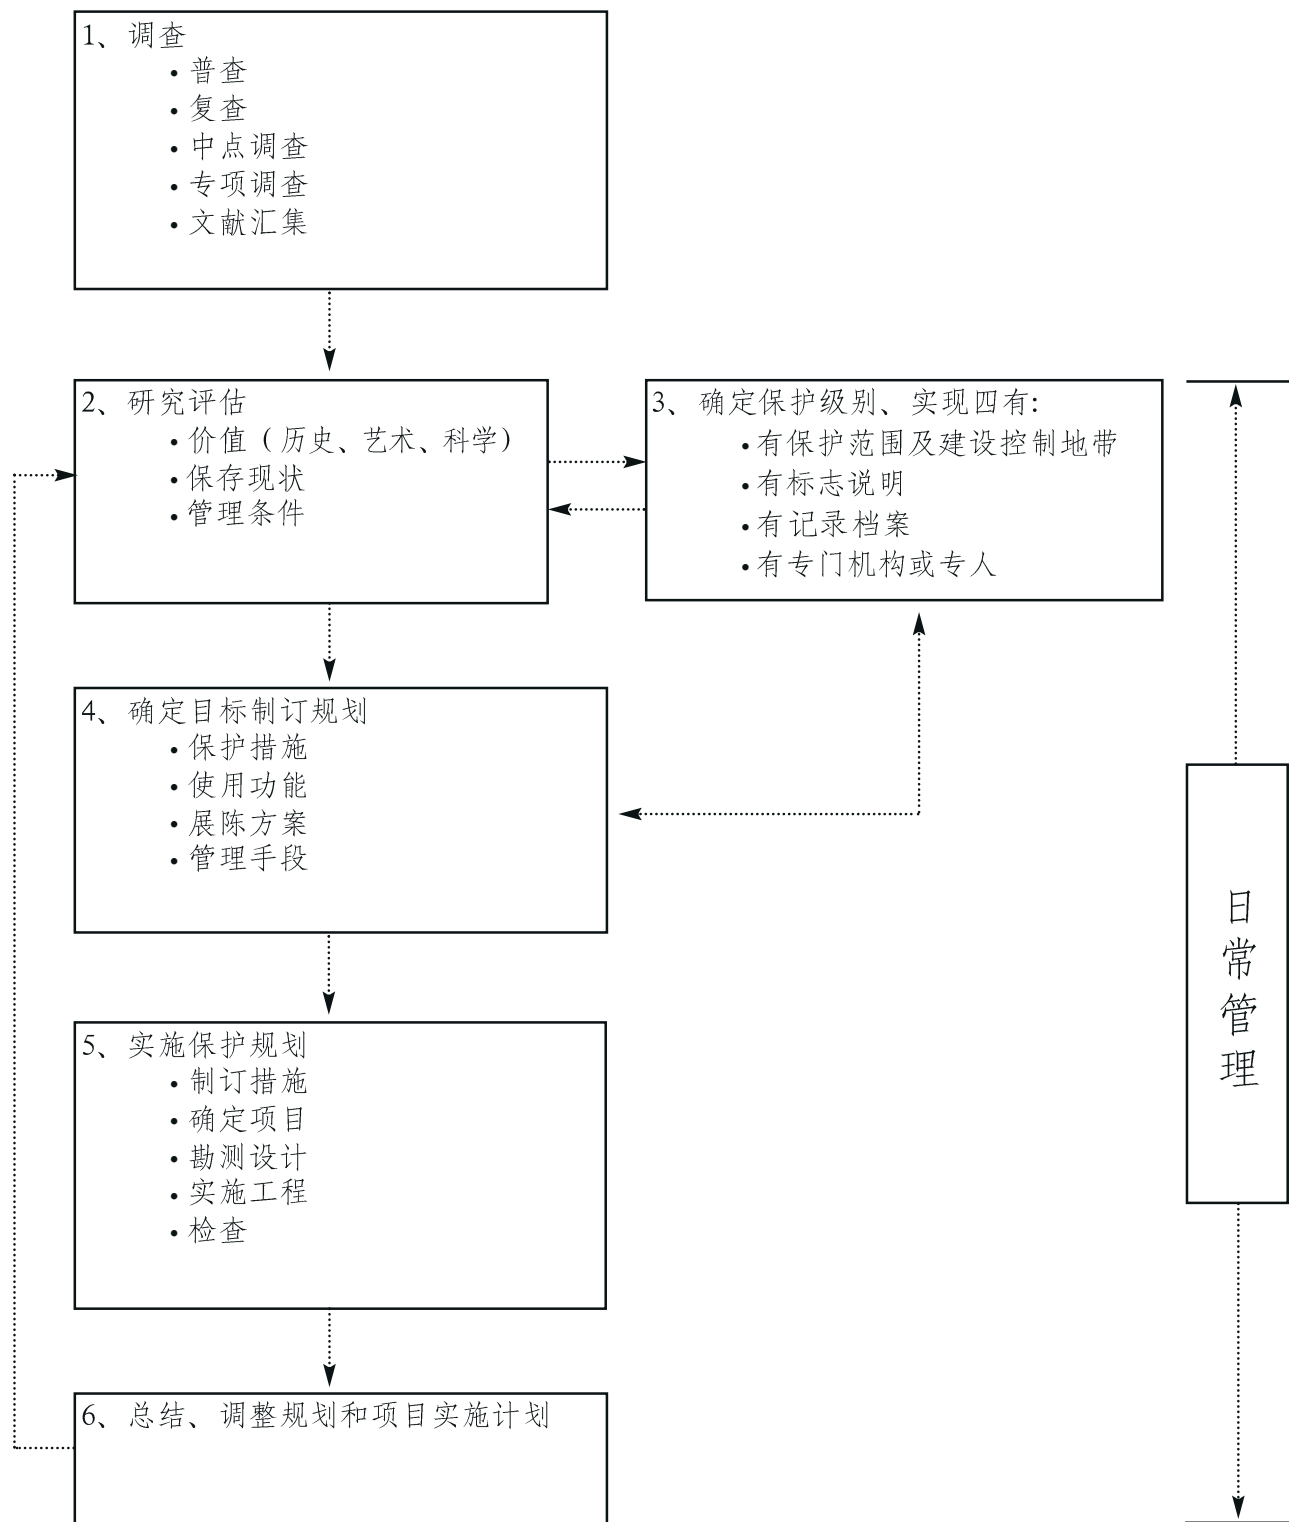 1、调查
• 普查
• 复查
• 中点调查
• 专项调查
• 文献汇集
2、研究评估
• 价值（历史、艺术、科学）
• 保存现状
• 管理条件
3、确定保护级别、实现四有:
• 有保护范围及建设控制地带
• 有标志说明
• 有记录档案
• 有专门机构或专人
4、确定目标制订规划
• 保护措施
• 使用功能
• 展陈方案
• 管理手段
5、实施保护规划
• 制订措施
• 确定项目
• 勘测设计
• 实施工程
• 检查
6、总结、调整规划和项目实施计划
日常管理